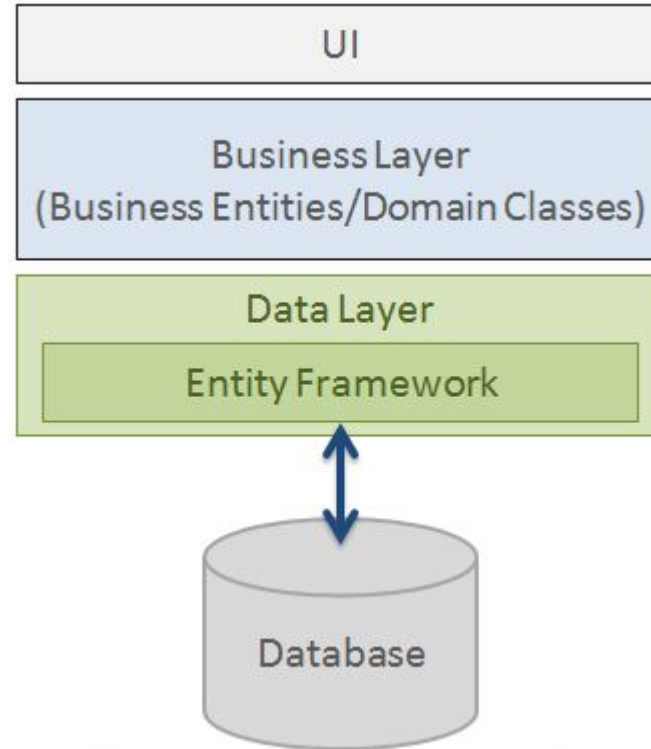 UI
Business Layer
(Business Entities/Domain Classes)
Data Layer
Entity Framework
Database